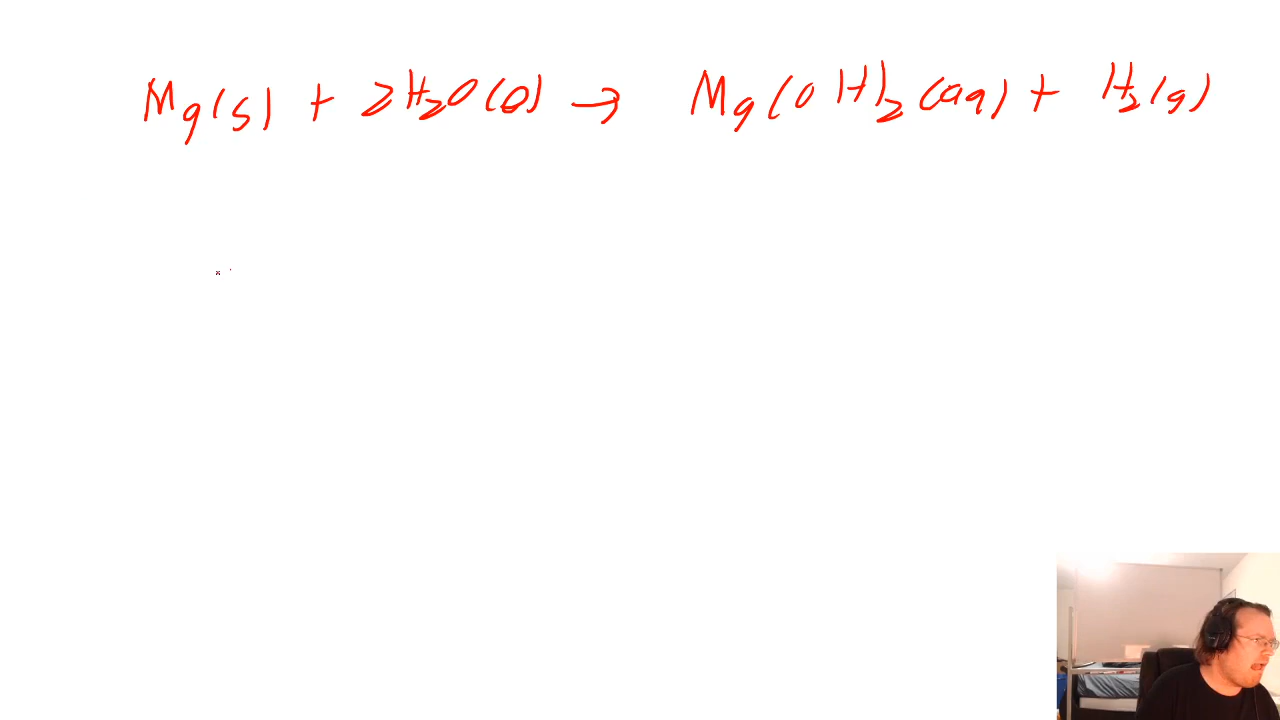 Mg(s) + 2H₂O(l) → Mg(OH)₂(aq) + H₂(g)